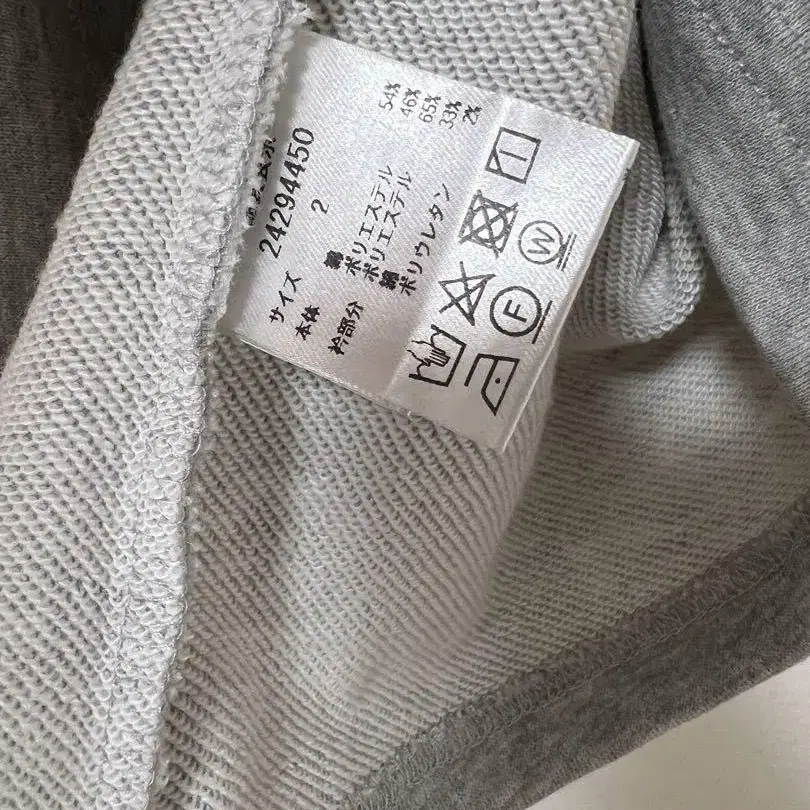 24294450
サイズ 2
本体 綿 54%
ポリエステル 46%
衿部分 ポリエステル 65%
綿 33%
ポリウレタン 2%
F W